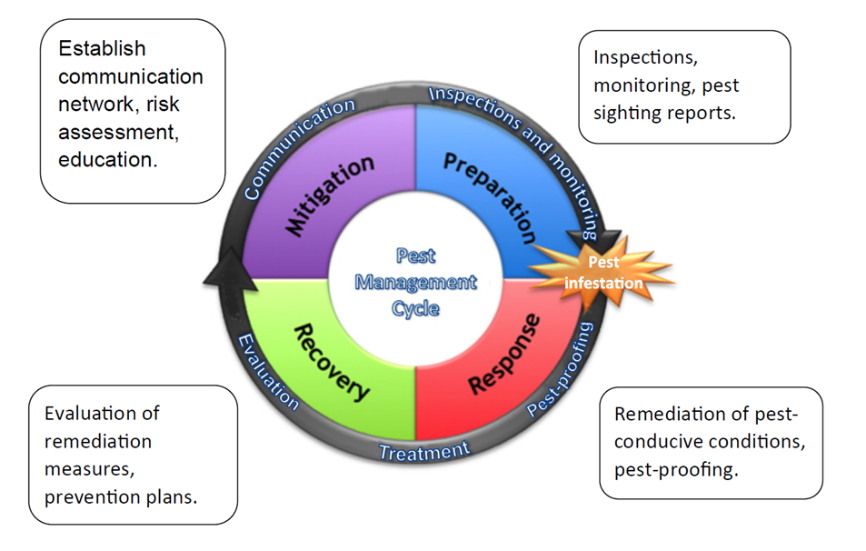 Establish
communication
network, risk
assessment,
education.
Inspections,
monitoring, pest
sighting reports.
Communication
Inspections and monitoring
Mitigation
Preparation
Pest
Management
Cycle
Pest
infestation
Recovery
Response
Evaluation
Treatment
Pest-proofing
Evaluation of
remediation
measures,
prevention plans.
Remediation of pest-
conducive conditions,
pest-proofing.